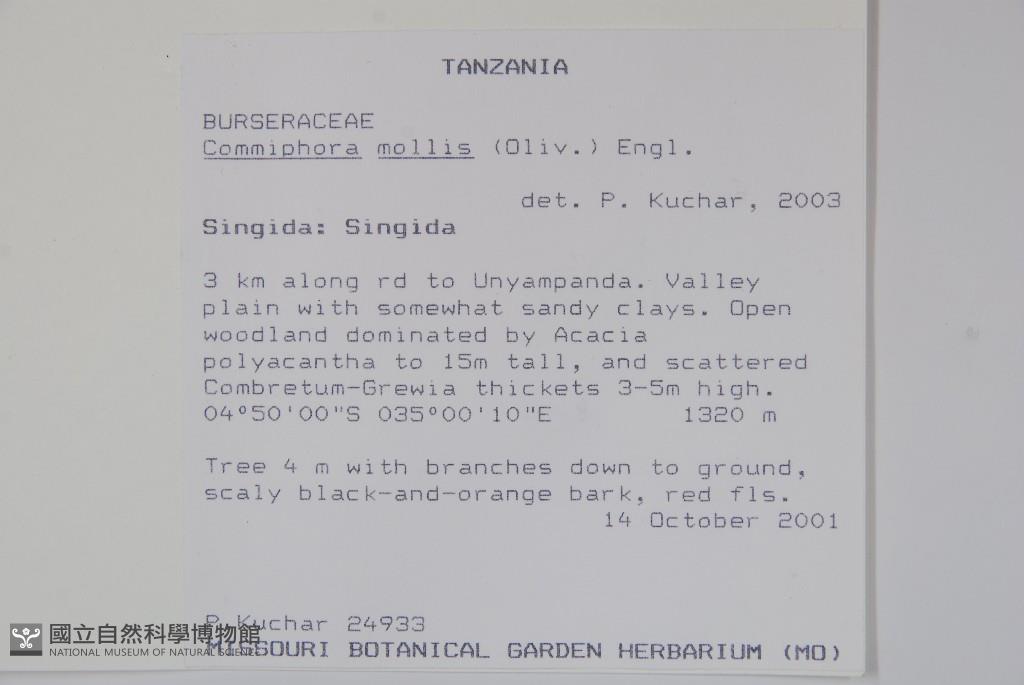 TANZANIA
BURSERACEAE
Commiphora mollis (Oliv.) Engl.
det. P. Kuchar, 2003
Singida: Singida
3 km along rd to Unyampanda. Valley
plain with somewhat sandy clays. Open
woodland dominated by Acacia
polyacantha to 15m tall, and scattered
Combretum-Grewia thickets 3-5m high.
04°50'00"S 035°00'10"E 1320 m
Tree 4 m with branches down to ground,
scaly black-and-orange bark, red fls.
14 October 2001
P Kuchar 24933
MISSOURI BOTANICAL GARDEN HERBARIUM (MO)
國立自然科學博物館
NATIONAL MUSEUM OF NATURAL SCIENCE